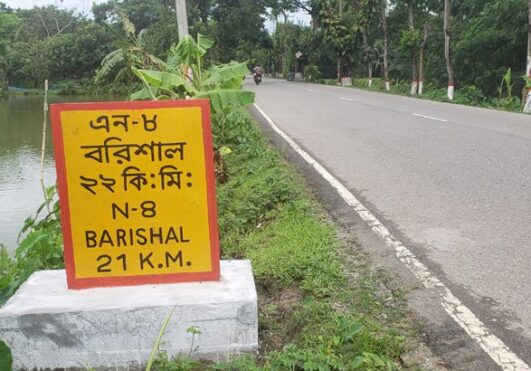 এন-৮
বরিশাল
২২ কি:মি:
N-8
BARISHAL
21 K.M.